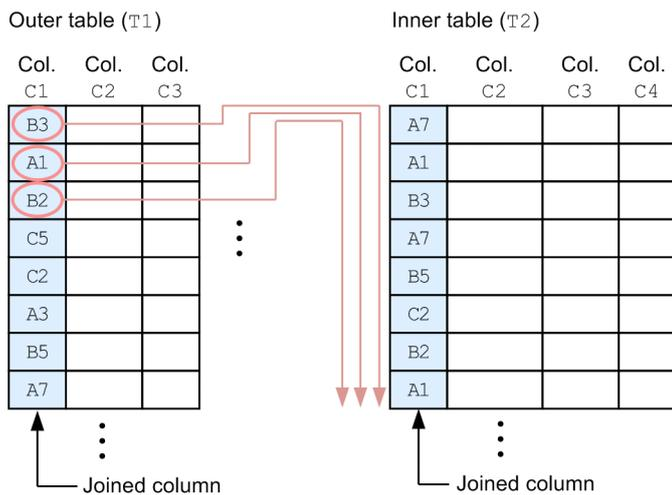 Outer table (T1)
Inner table (T2)
Col. Col. Col.
C1 C2 C3
Col. Col. Col. Col.
C1 C2 C3 C4
B3
A1
B2
C5
C2
A3
B5
A7
A7
A1
B3
A7
B5
C2
B2
A1
Joined column
Joined column